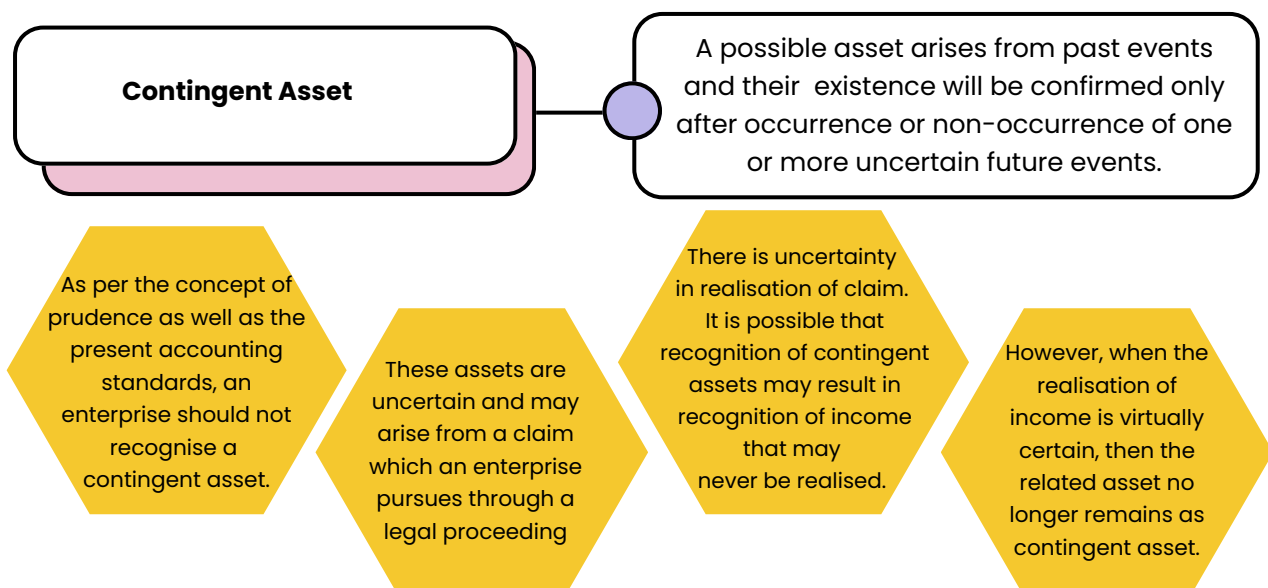 Contingent Asset
A possible asset arises from past events
and their existence will be confirmed only
after occurrence or non-occurrence of one
or more uncertain future events.
As per the concept of
prudence as well as the
present accounting
standards, an
enterprise should not
recognise a
contingent asset.
These assets are
uncertain and may
arise from a claim
which an enterprise
pursues through a
legal proceeding
There is uncertainty
in realisation of claim.
It is possible that
recognition of contingent
assets may result in
recognition of income
that may
never be realised.
However, when the
realisation of
income is virtually
certain, then the
related asset no
longer remains as
contingent asset.